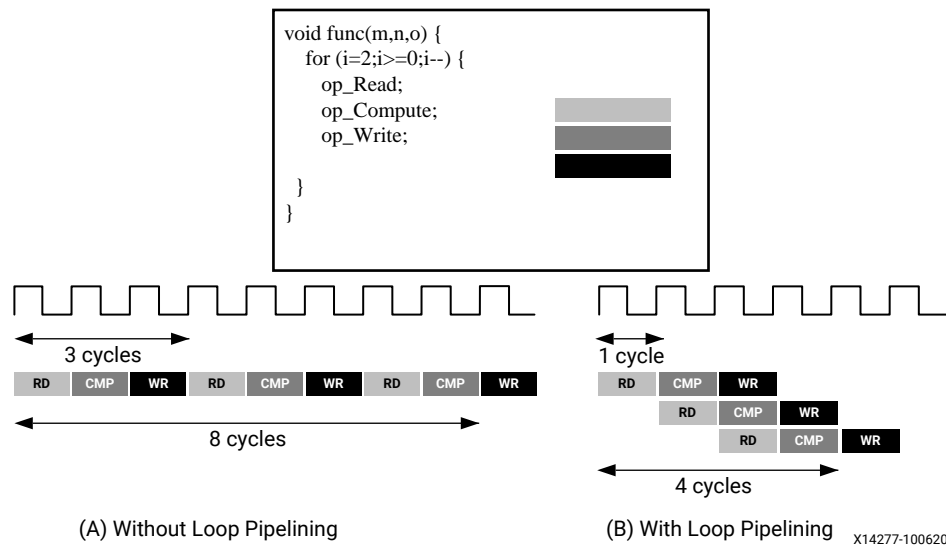 void func(m,n,o) {
for (i=2;i>=0;i--) {
op_Read;
op_Compute;
op_Write;
}
}
3 cycles
1 cycle
RD CMP WR RD CMP WR RD CMP WR
RD CMP WR
RD CMP WR
RD CMP WR
8 cycles
4 cycles
(A) Without Loop Pipelining
(B) With Loop Pipelining
X14277-100620